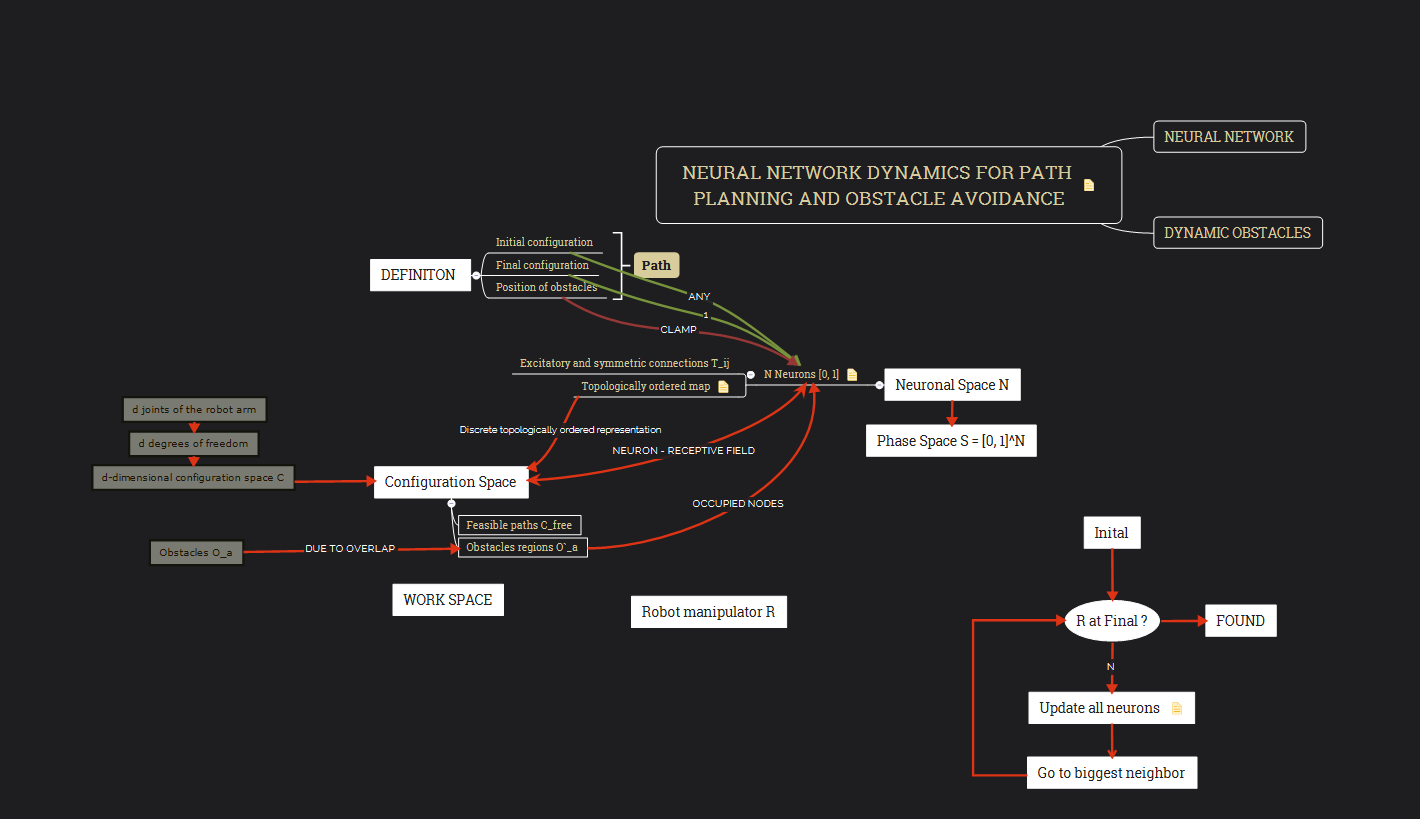 NEURAL NETWORK
NEURAL NETWORK DYNAMICS FOR PATH
PLANNING AND OBSTACLE AVOIDANCE
DYNAMIC OBSTACLES
DEFINITON
Initial configuration
Final configuration
Position of obstacles
Path
ANY
1
CLAMP
Excitatory and symmetric connections T_ij
Topologically ordered map
N Neurons [0, 1]
Neuronal Space N
Phase Space S = [0, 1]^N
d joints of the robot arm
d degrees of freedom
d-dimensional configuration space C
Discrete topologically ordered representation
NEURON - RECEPTIVE FIELD
Configuration Space
OCCUPIED NODES
Feasible paths C_free
Obstacles regions O`_a
Obstacles O_a
DUE TO OVERLAP
WORK SPACE
Robot manipulator R
Inital
R at Final ?
FOUND
N
Update all neurons
Go to biggest neighbor